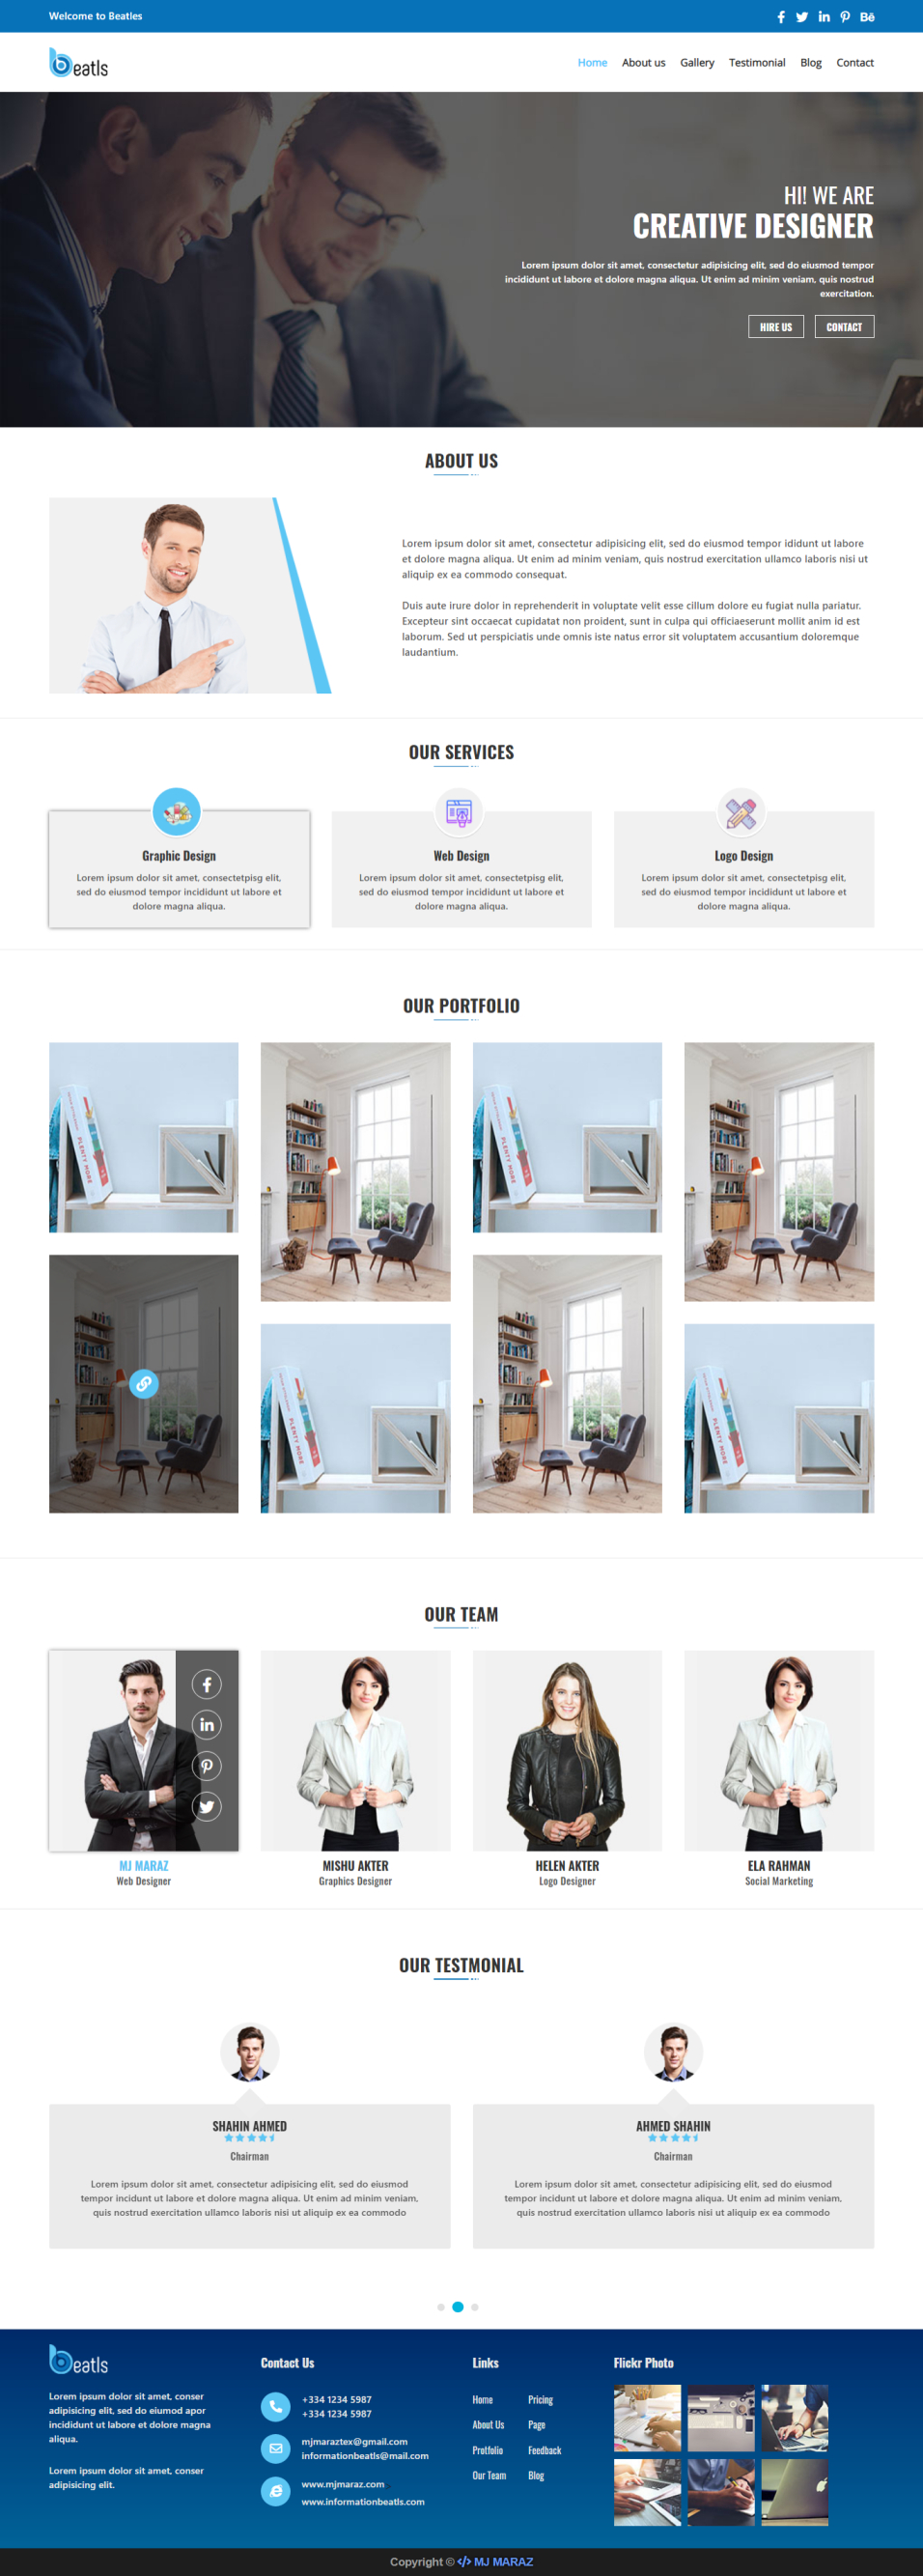 Welcome to Beatles
Bē
beatls
Home About us Gallery Testimonial Blog Contact
HI! WE ARE
CREATIVE DESIGNER
Lorem ipsum dolor sit amet, consectetur adipisicing elit, sed do eiusmod tempor
incididunt ut labore et dolore magna aliqua. Ut enim ad minim veniam, quis nostrud
exercitation.
HIRE US CONTACT
ABOUT US
Lorem ipsum dolor sit amet, consectetur adipisicing elit, sed do eiusmod tempor ididunt ut labore
et dolore magna aliqua. Ut enim ad minim veniam, quis nostrud exercitation ullamco laboris nisi ut
aliquip ex ea commodo consequat.
Duis aute irure dolor in reprehenderit in voluptate velit esse cillum dolore eu fugiat nulla pariatur.
Excepteur sint occaecat cupidatat non proident, sunt in culpa qui officiaeserunt mollit anim id est
laborum. Sed ut perspiciatis unde omnis iste natus error sit voluptatem accusantium doloremque
laudantium.
OUR SERVICES
Graphic Design
Lorem ipsum dolor sit amet, consectetpisg elit,
sed do eiusmod tempor incididunt ut labore et
dolore magna aliqua.
Web Design
Lorem ipsum dolor sit amet, consectetpisg elit,
sed do eiusmod tempor incididunt ut labore et
dolore magna aliqua.
Logo Design
Lorem ipsum dolor sit amet, consectetpisg elit,
sed do eiusmod tempor incididunt ut labore et
dolore magna aliqua.
OUR PORTFOLIO
PLENTY MORE
PLENTY MORE
PLENTY MORE
PLENTY MORE
OUR TEAM
MJ MARAZ
Web Designer
MISHU AKTER
Graphics Designer
HELEN AKTER
Logo Designer
ELA RAHMAN
Social Marketing
OUR TESTMONIAL
SHAHIN AHMED
Chairman
Lorem ipsum dolor sit amet, consectetur adipisicing elit, sed do eiusmod
tempor incidunt ut labore et dolore magna aliqua. Ut enim ad minim veniam,
quis nostrud exercitation ullamco laboris nisi ut aliquip ex ea commodo
AHMED SHAHIN
Chairman
Lorem ipsum dolor sit amet, consectetur adipisicing elit, sed do eiusmod
tempor incidunt ut labore et dolore magna aliqua. Ut enim ad minim veniam,
quis nostrud exercitation ullamco laboris nisi ut aliquip ex ea commodo
beatls
Lorem ipsum dolor sit amet, conser
adipisicing elit, sed do eiumod apor
incididunt ut labore et dolore magna
aliqua.
Lorem ipsum dolor sit amet, conser
adipisicing elit.
Contact Us
+334 1234 5987
+334 1234 5987
mjmaraztex@gmail.com
informationbeatls@mail.com
www.mjmaraz.com
www.informationbeatls.com
Links
Home Pricing
About Us Page
Protfolio Feedback
Our Team Blog
Flickr Photo
Copyright © </> MJ MARAZ